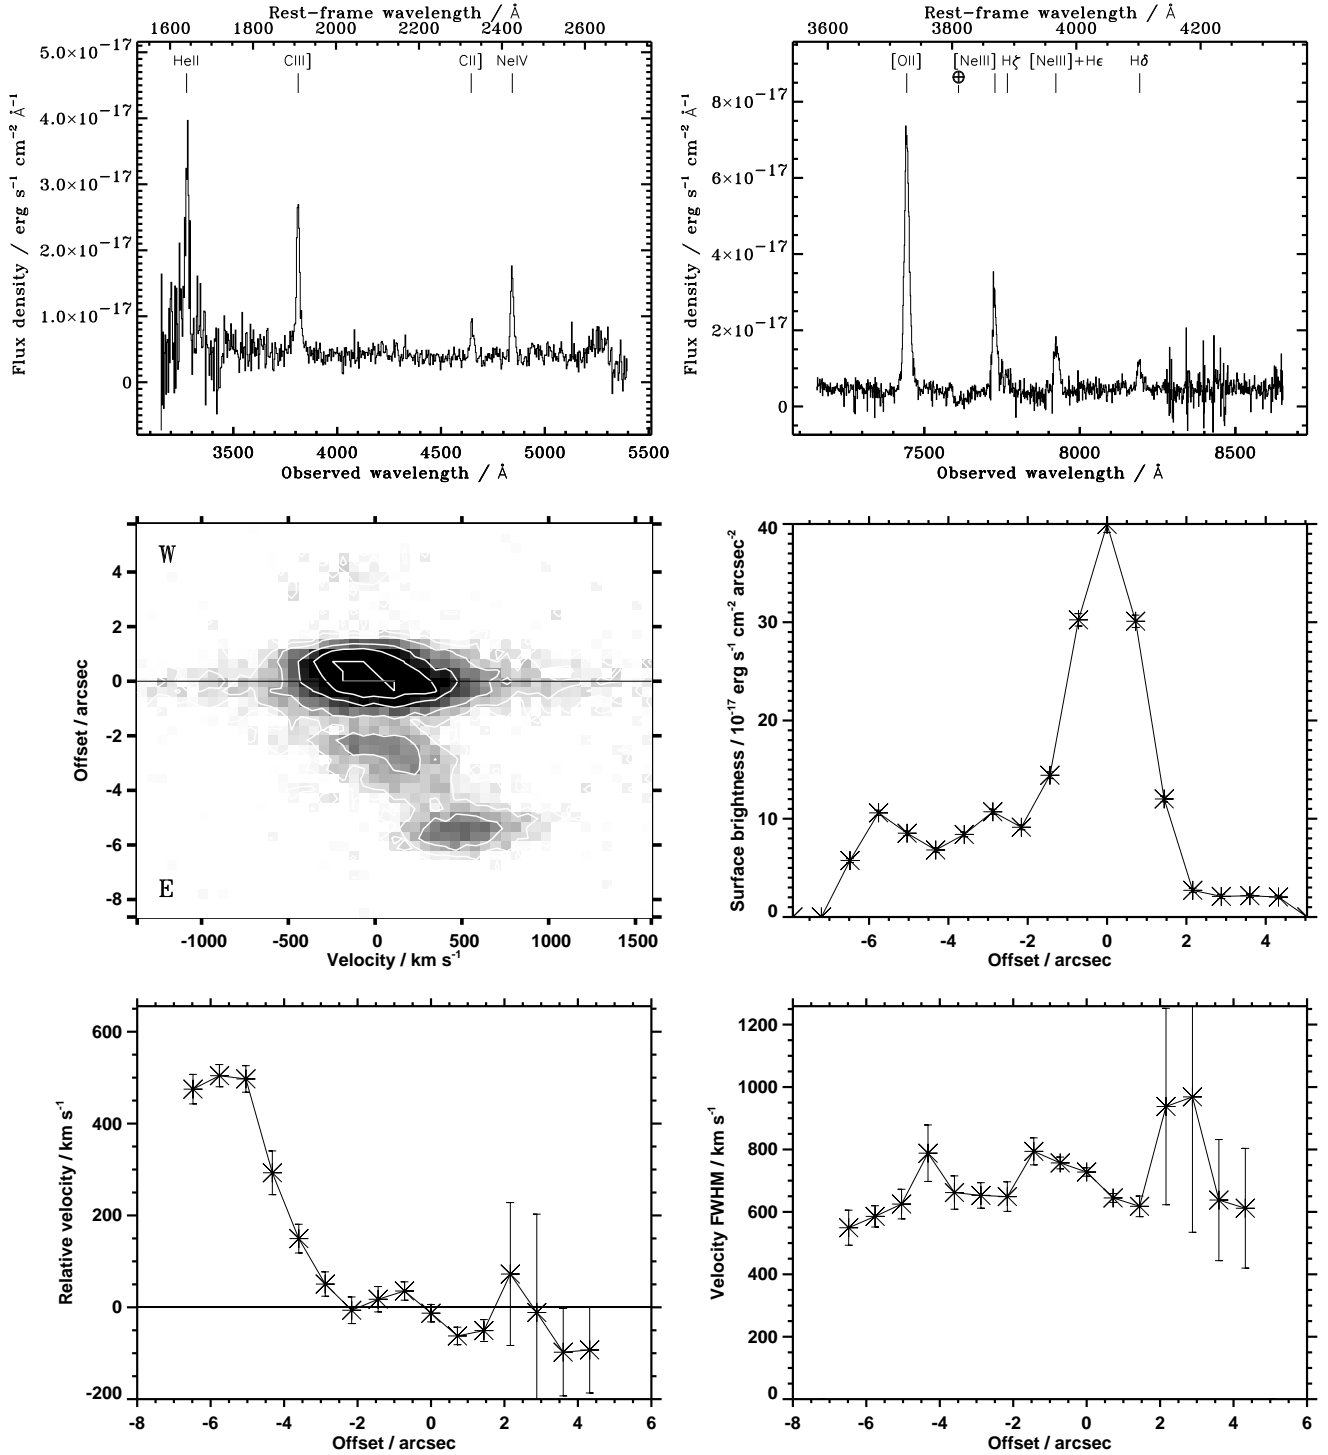 Rest-frame wavelength / Å
1600 1800 2000 2200 2400 2600
5.0×10⁻¹⁷
4.0×10⁻¹⁷
3.0×10⁻¹⁷
2.0×10⁻¹⁷
1.0×10⁻¹⁷
0
Flux density / erg s⁻¹ cm⁻² Å⁻¹
HeII CIII] CII] NeIV
3500 4000 4500 5000 5500
Observed wavelength / Å
Rest-frame wavelength / Å
3600 3800 4000 4200
8×10⁻¹⁷
6×10⁻¹⁷
4×10⁻¹⁷
2×10⁻¹⁷
0
Flux density / erg s⁻¹ cm⁻² Å⁻¹
[OII] ⊕ [NeIII] Hζ [NeIII]+Hϵ Hδ
7500 8000 8500
Observed wavelength / Å
W
E
4
2
0
-2
-4
-6
-8
Offset / arcsec
-1000 -500 0 500 1000 1500
Velocity / km s⁻¹
40
30
20
10
0
Surface brightness / 10⁻¹⁷ erg s⁻¹ cm⁻² arcsec⁻²
-6 -4 -2 0 2 4
Offset / arcsec
600
400
200
0
-200
Relative velocity / km s⁻¹
-8 -6 -4 -2 0 2 4 6
Offset / arcsec
1200
1000
800
600
400
200
0
Velocity FWHM / km s⁻¹
-8 -6 -4 -2 0 2 4 6
Offset / arcsec